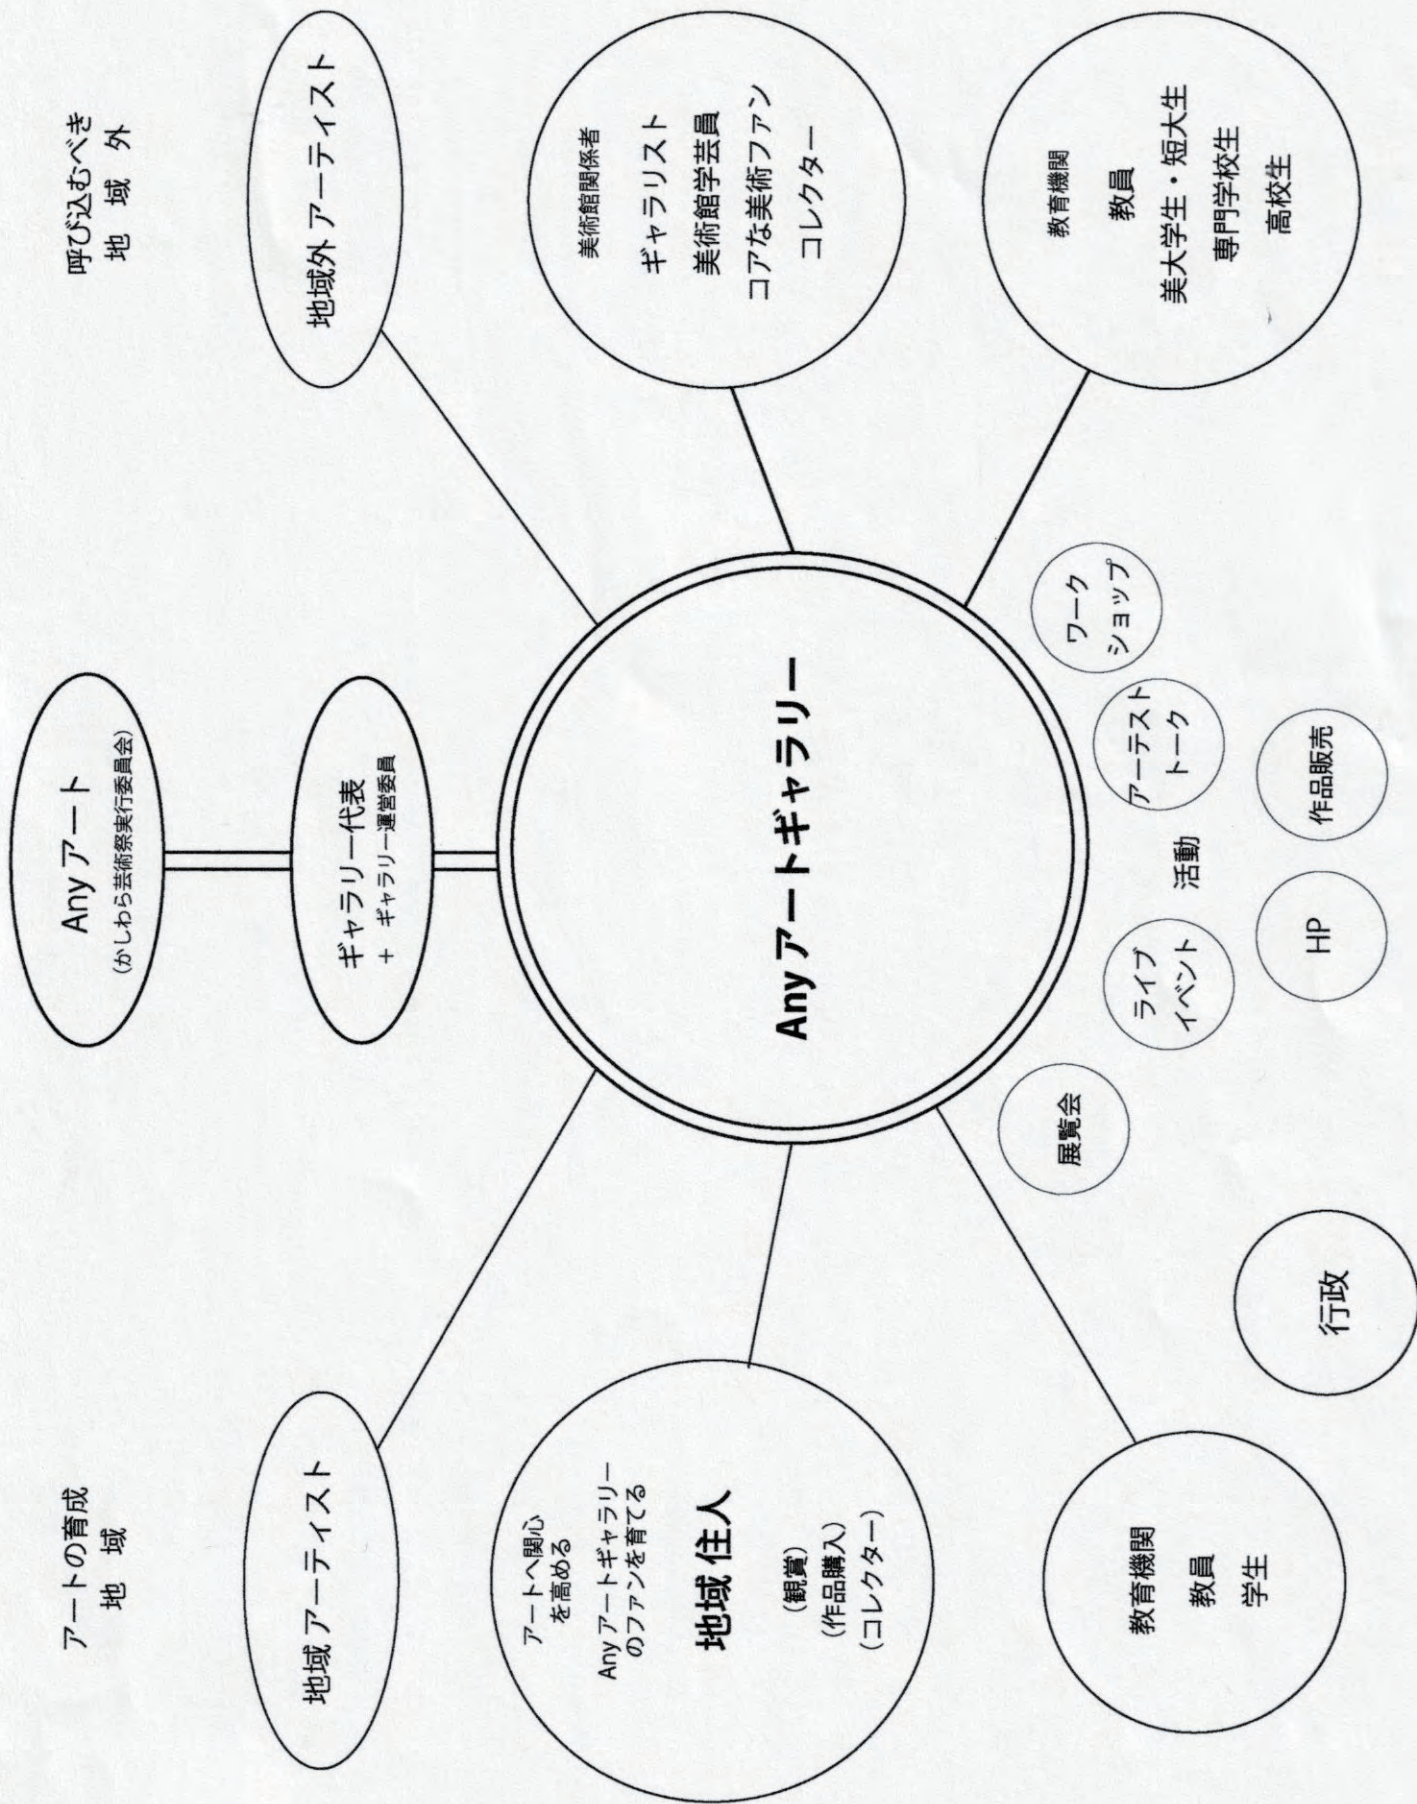 アートの育成
地 域
呼び込むべき
地 域 外
Any アート
(かしわら芸術祭実行委員会)
ギャラリー代表
+ ギャラリー運営委員
地域 アーティスト
地域外 アーティスト
アートへ関心
を高める
Any アートギャラリー
のファンを育てる
地域 住人
(観賞)
(作品購入)
(コレクター)
Any アートギャラリー
美術館関係者
ギャラリスト
美術館学芸員
コアな美術ファン
コレクター
教育機関
教員
学生
教育機関
教員
美大学生・短大生
専門学校生
高校生
展覧会
ライブ
イベント
活動
アーテスト
トーク
ワーク
ショップ
行政
HP
作品販売